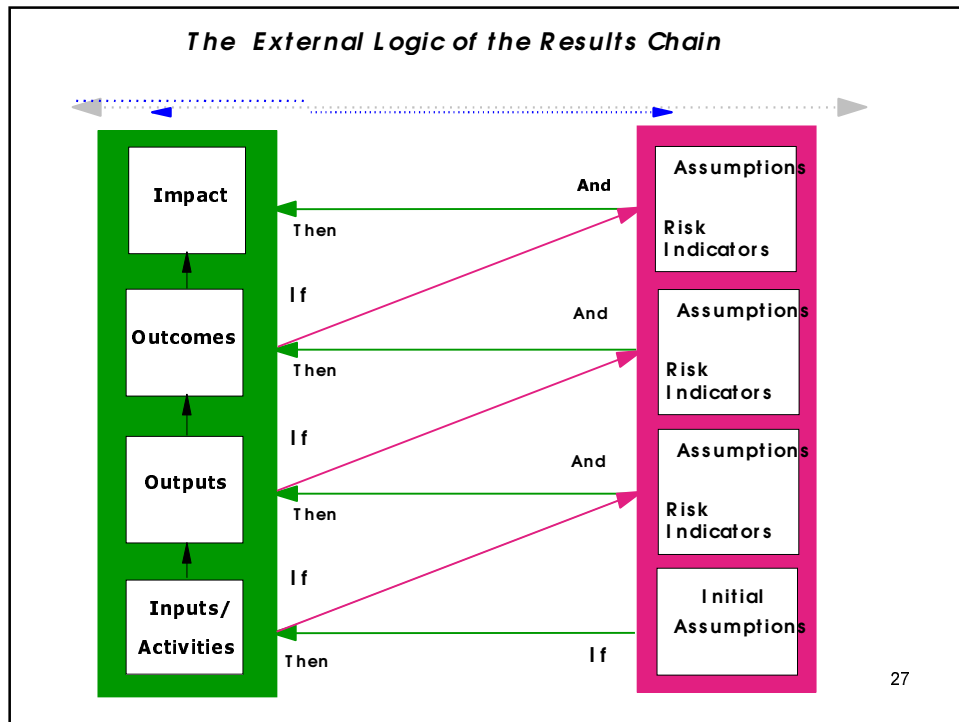 The External Logic of the Results Chain
Impact
And
Assumptions
Then
Risk
Indicators
If
Outcomes
And
Assumptions
Then
Risk
Indicators
If
Outputs
And
Assumptions
Then
Risk
Indicators
If
Inputs/
Activities
Initial
Assumptions
Then
If
27